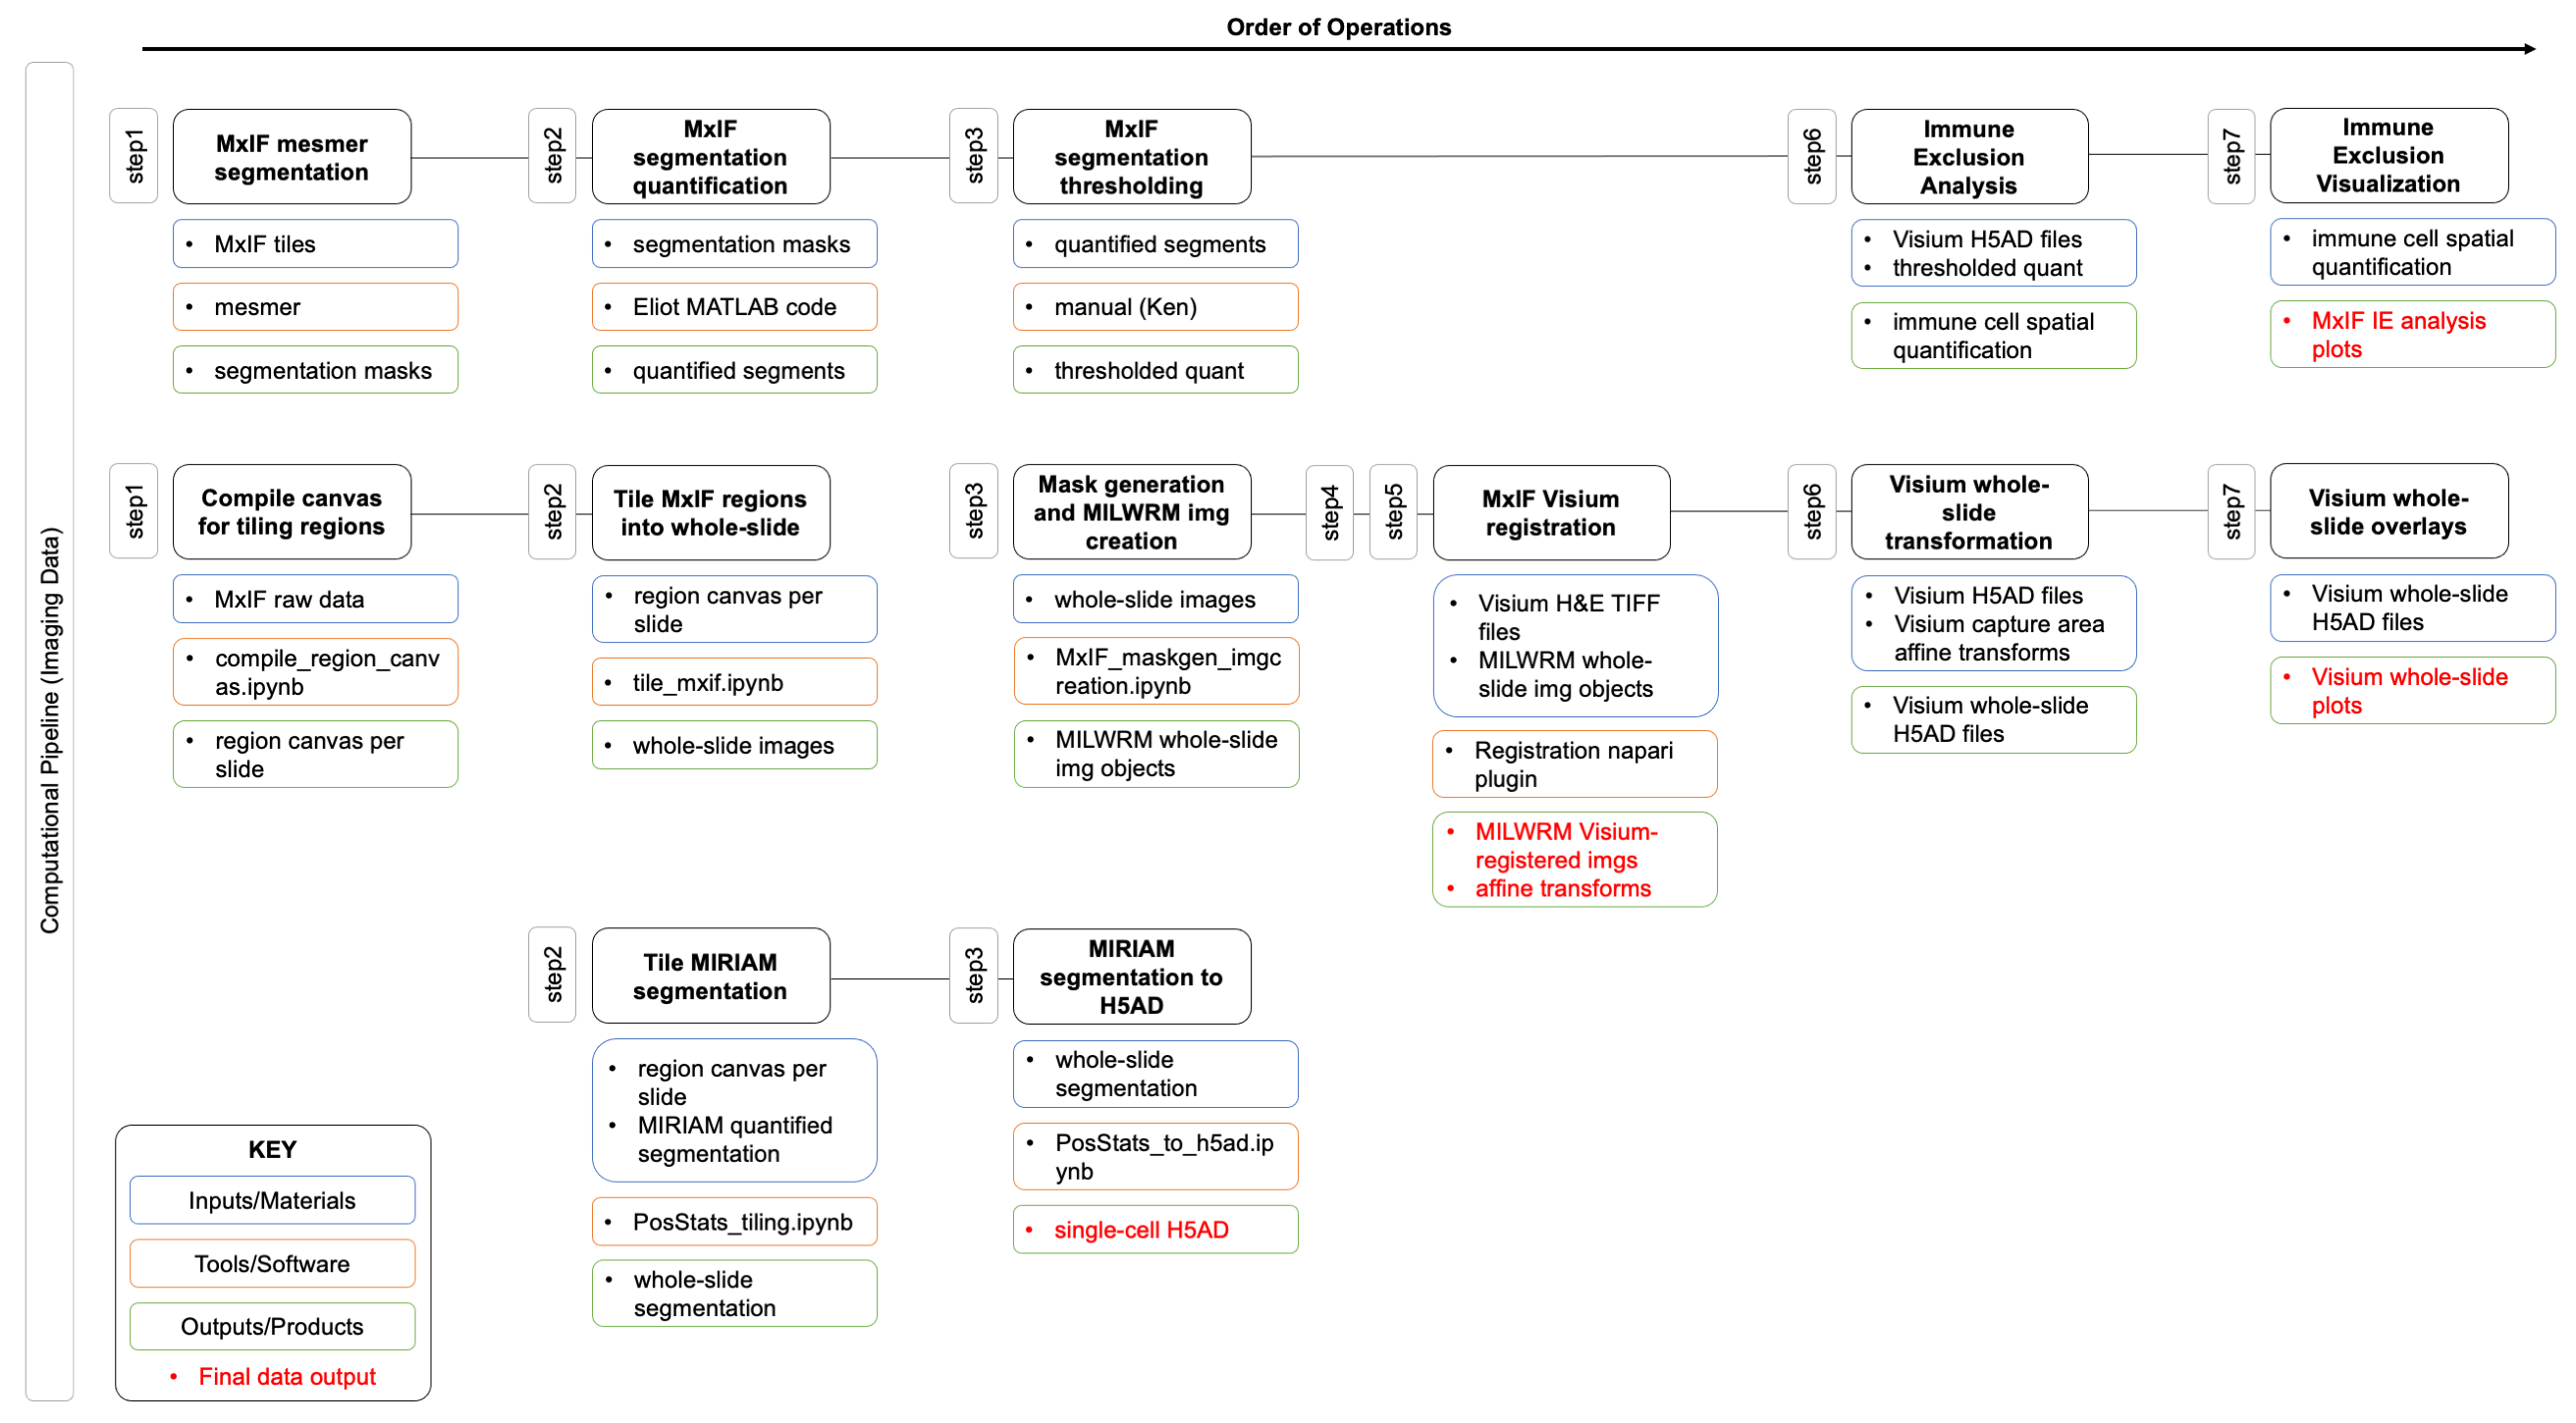 Order of Operations
Computational Pipeline (Imaging Data)
step1
MxIF mesmer
segmentation
• MxIF tiles
• mesmer
• segmentation masks
step2
MxIF
segmentation
quantification
• segmentation masks
• Eliot MATLAB code
• quantified segments
step3
MxIF
segmentation
thresholding
• quantified segments
• manual (Ken)
• thresholded quant
step6
Immune
Exclusion
Analysis
• Visium H5AD files
• thresholded quant
• immune cell spatial
quantification
step7
Immune
Exclusion
Visualization
• immune cell spatial
quantification
• MxIF IE analysis
plots
step1
Compile canvas
for tiling regions
• MxIF raw data
• compile_region_canv
as.ipynb
• region canvas per
slide
step2
Tile MxIF regions
into whole-slide
• region canvas per
slide
• tile_mxif.ipynb
• whole-slide images
step3
Mask generation
and MILWRM img
creation
• whole-slide images
• MxIF_maskgen_imgc
reation.ipynb
• MILWRM whole-slide
img objects
step4
step5
MxIF Visium
registration
• Visium H&E TIFF
files
• MILWRM whole-
slide img objects
• Registration napari
plugin
• MILWRM Visium-
registered imgs
• affine transforms
step6
Visium whole-
slide
transformation
• Visium H5AD files
• Visium capture area
affine transforms
• Visium whole-slide
H5AD files
step7
Visium whole-
slide overlays
• Visium whole-slide
H5AD files
• Visium whole-slide
plots
step2
Tile MIRIAM
segmentation
• region canvas per
slide
• MIRIAM quantified
segmentation
• PosStats_tiling.ipynb
• whole-slide
segmentation
step3
MIRIAM
segmentation to
H5AD
• whole-slide
segmentation
• PosStats_to_h5ad.ip
ynb
• single-cell H5AD
KEY
Inputs/Materials
Tools/Software
Outputs/Products
• Final data output